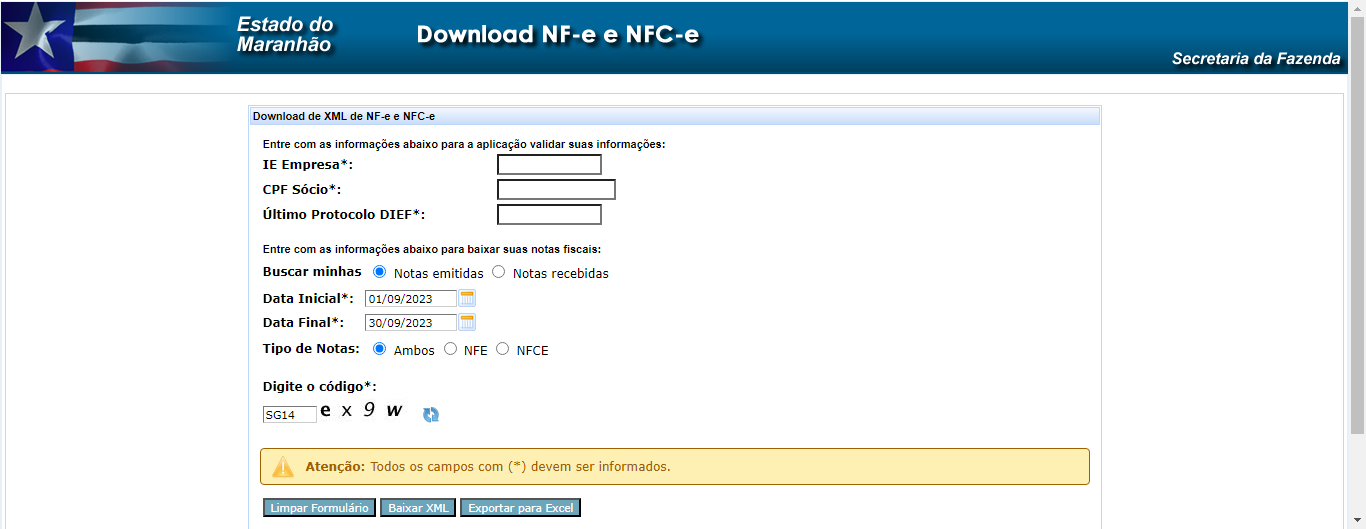 Estado do
Maranhão
Download NF-e e NFC-e
Secretaria da Fazenda
Download de XML de NF-e e NFC-e
Entre com as informações abaixo para a aplicação validar suas informações:
IE Empresa*:
CPF Sócio*:
Último Protocolo DIEF*:
Entre com as informações abaixo para baixar suas notas fiscais:
Buscar minhas Notas emitidas Notas recebidas
Data Inicial*: 01/09/2023
Data Final*: 30/09/2023
Tipo de Notas: Ambos NFE NFCE
Digite o código*:
SG14 e x 9 w
Atenção: Todos os campos com (*) devem ser informados.
Limpar Formulário Baixar XML Exportar para Excel